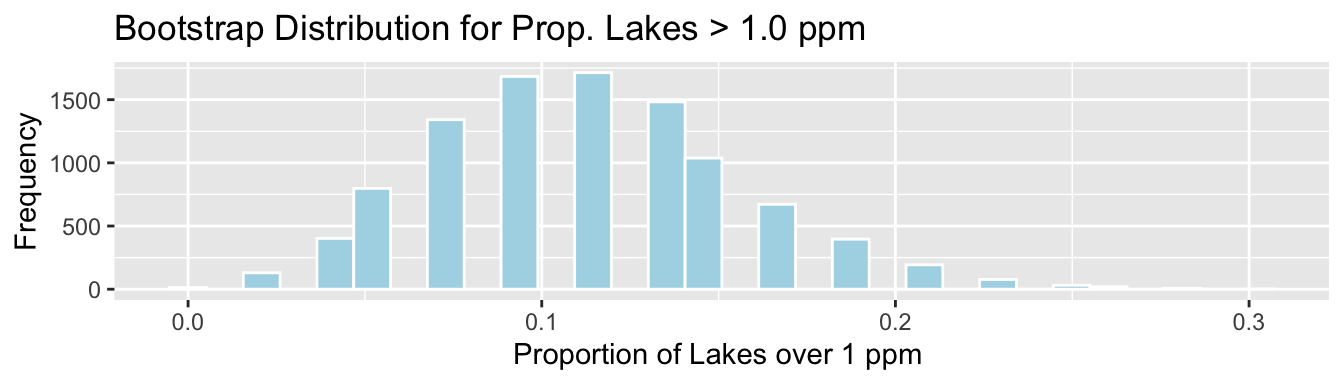 Bootstrap Distribution for Prop. Lakes > 1.0 ppm
Frequency
1500
1000
500
0
0.0
0.1
0.2
0.3
Proportion of Lakes over 1 ppm